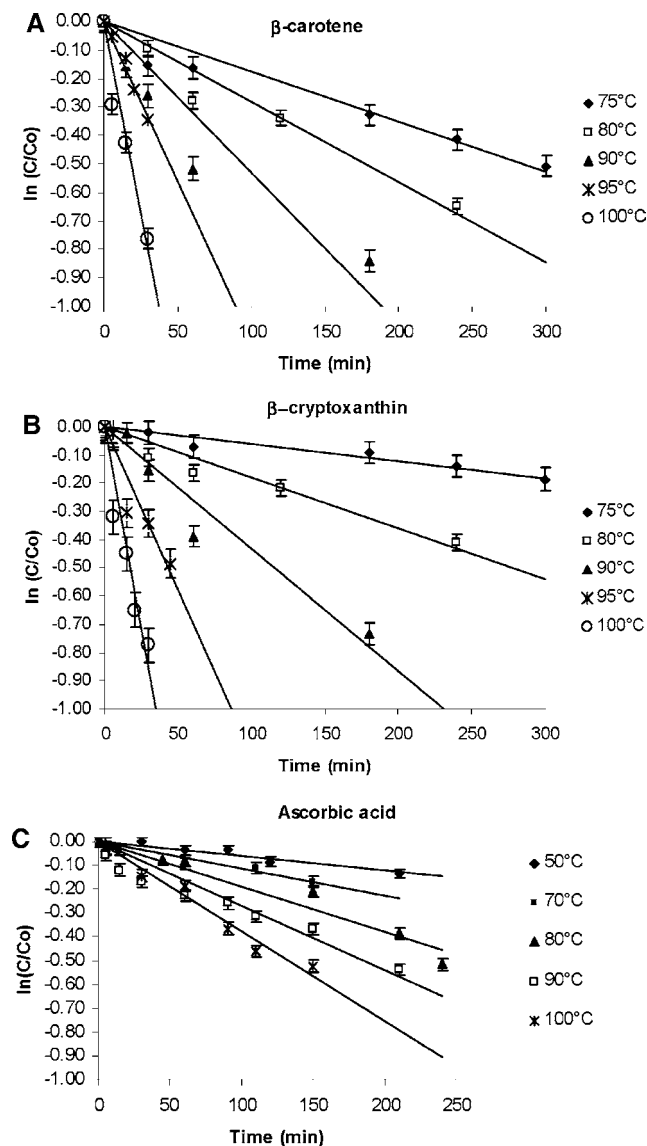 A
β-carotene
0.00
-0.10
-0.20
-0.30
-0.40
-0.50
-0.60
-0.70
-0.80
-0.90
-1.00
ln (C/Co)
0 50 100 150 200 250 300
Time (min)
75°C
80°C
90°C
95°C
100°C
B
β-cryptoxanthin
0.00
-0.10
-0.20
-0.30
-0.40
-0.50
-0.60
-0.70
-0.80
-0.90
-1.00
ln (C/Co)
0 50 100 150 200 250 300
Time (min)
75°C
80°C
90°C
95°C
100°C
C
Ascorbic acid
0.00
-0.10
-0.20
-0.30
-0.40
-0.50
-0.60
-0.70
-0.80
-0.90
-1.00
ln(C/Co)
0 50 100 150 200 250
Time (min)
50°C
70°C
80°C
90°C
100°C